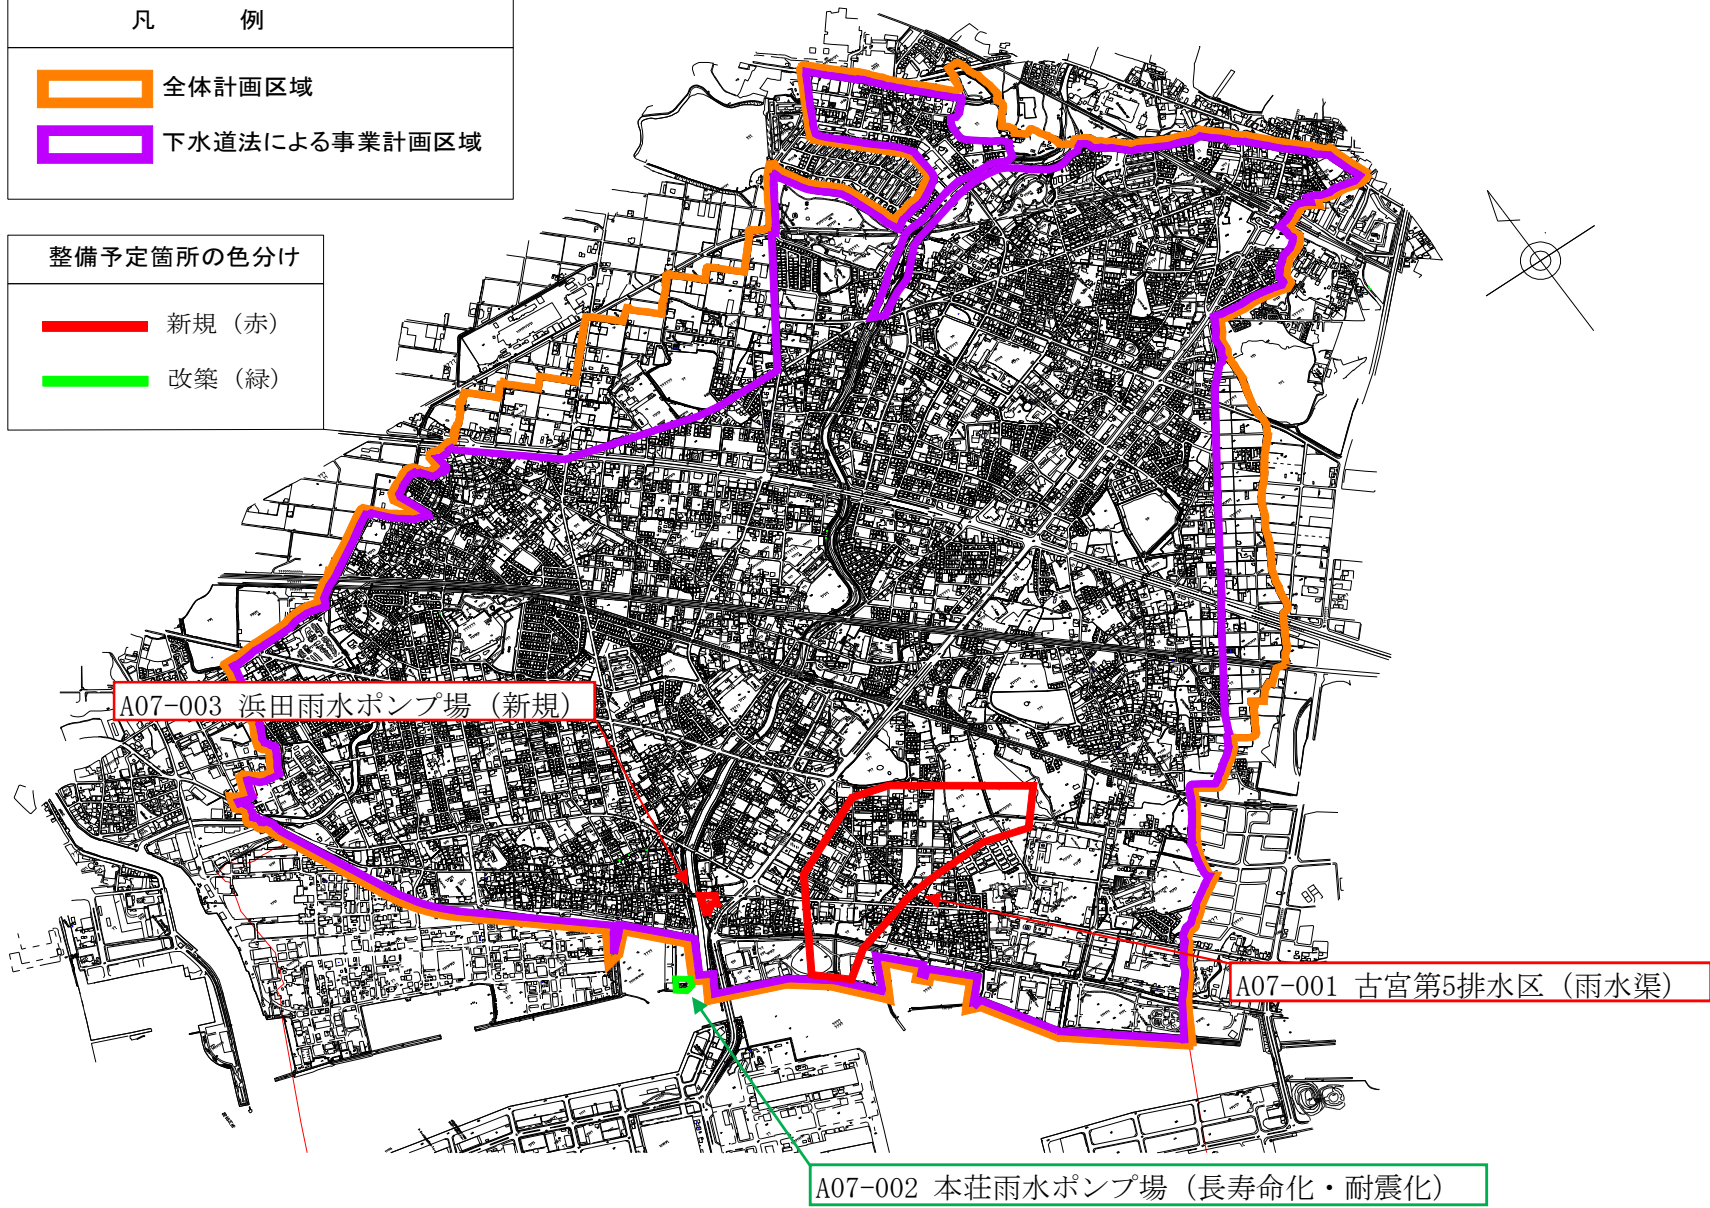 凡　例
全体計画区域
下水道法による事業計画区域
整備予定箇所の色分け
新規（赤）
改築（緑）
A07-003 浜田雨水ポンプ場（新規）
A07-001 古宮第5排水区（雨水渠）
A07-002 本荘雨水ポンプ場（長寿命化・耐震化）